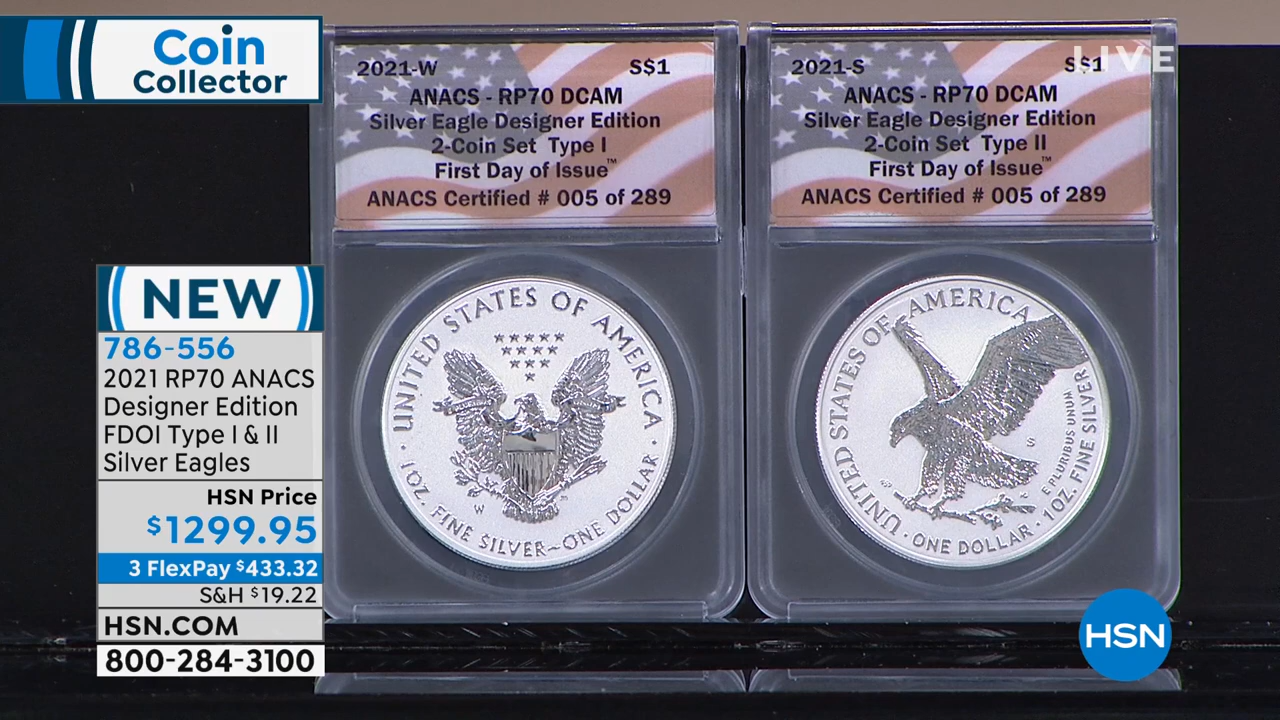 Coin
Collector
LIVE
2021-W S$1
ANACS - RP70 DCAM
Silver Eagle Designer Edition
2-Coin Set Type I
First Day of Issue™
ANACS Certified # 005 of 289
UNITED STATES OF AMERICA
W
1 OZ. FINE SILVER~ONE DOLLAR
2021-S S$1
ANACS - RP70 DCAM
Silver Eagle Designer Edition
2-Coin Set Type II
First Day of Issue™
ANACS Certified # 005 of 289
UNITED STATES OF AMERICA
S
E PLURIBUS UNUM
ONE DOLLAR • 1 OZ. FINE SILVER
NEW
786-556
2021 RP70 ANACS
Designer Edition
FDOI Type I & II
Silver Eagles
HSN Price
$1299.95
3 FlexPay $433.32
S&H $19.22
HSN.COM
800-284-3100
HSN